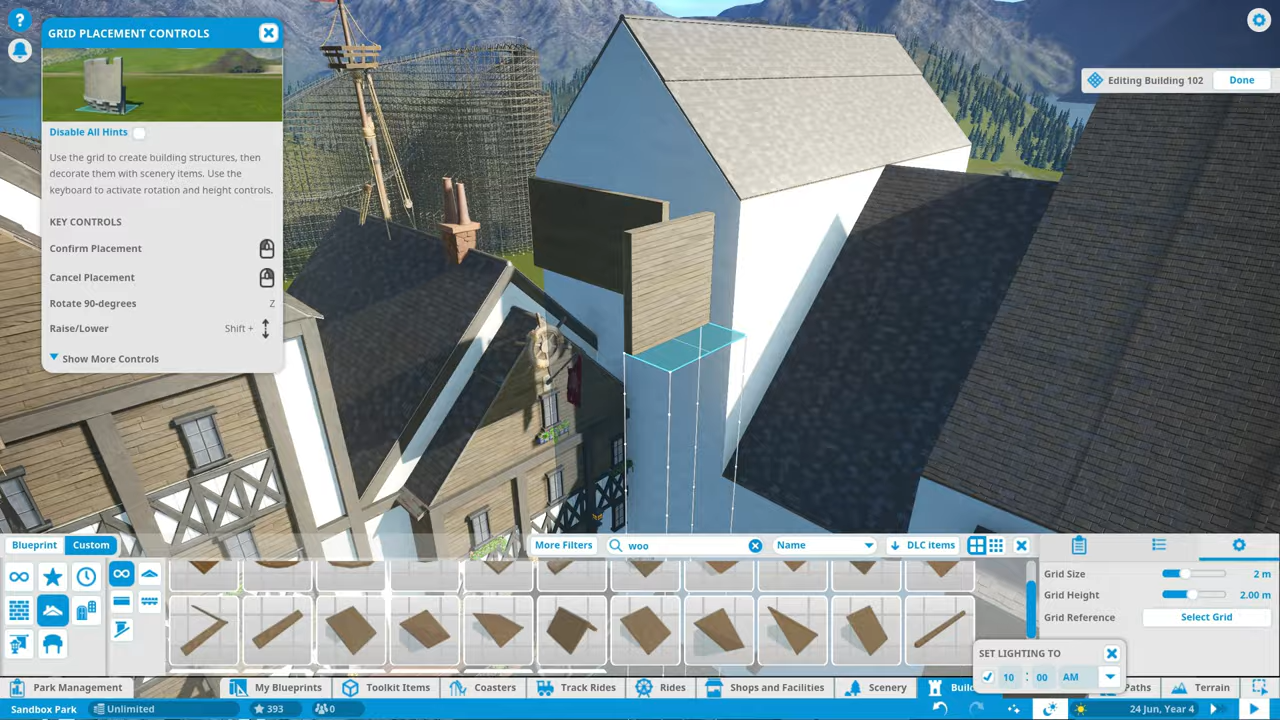 ?
GRID PLACEMENT CONTROLS
Disable All Hints
Use the grid to create building structures, then
decorate them with scenery items. Use the
keyboard to activate rotation and height controls.
KEY CONTROLS
Confirm Placement
Cancel Placement
Rotate 90-degrees Z
Raise/Lower Shift +
Show More Controls
Editing Building 102 Done
Blueprint Custom More Filters woo Name DLC items
Grid Size 2 m
Grid Height 2.00 m
Grid Reference Select Grid
SET LIGHTING TO
10 : 00 AM
Park Management My Blueprints Toolkit Items Coasters Track Rides Rides Shops and Facilities Scenery Build Paths Terrain
Sandbox Park Unlimited 393 0 24 Jun, Year 4